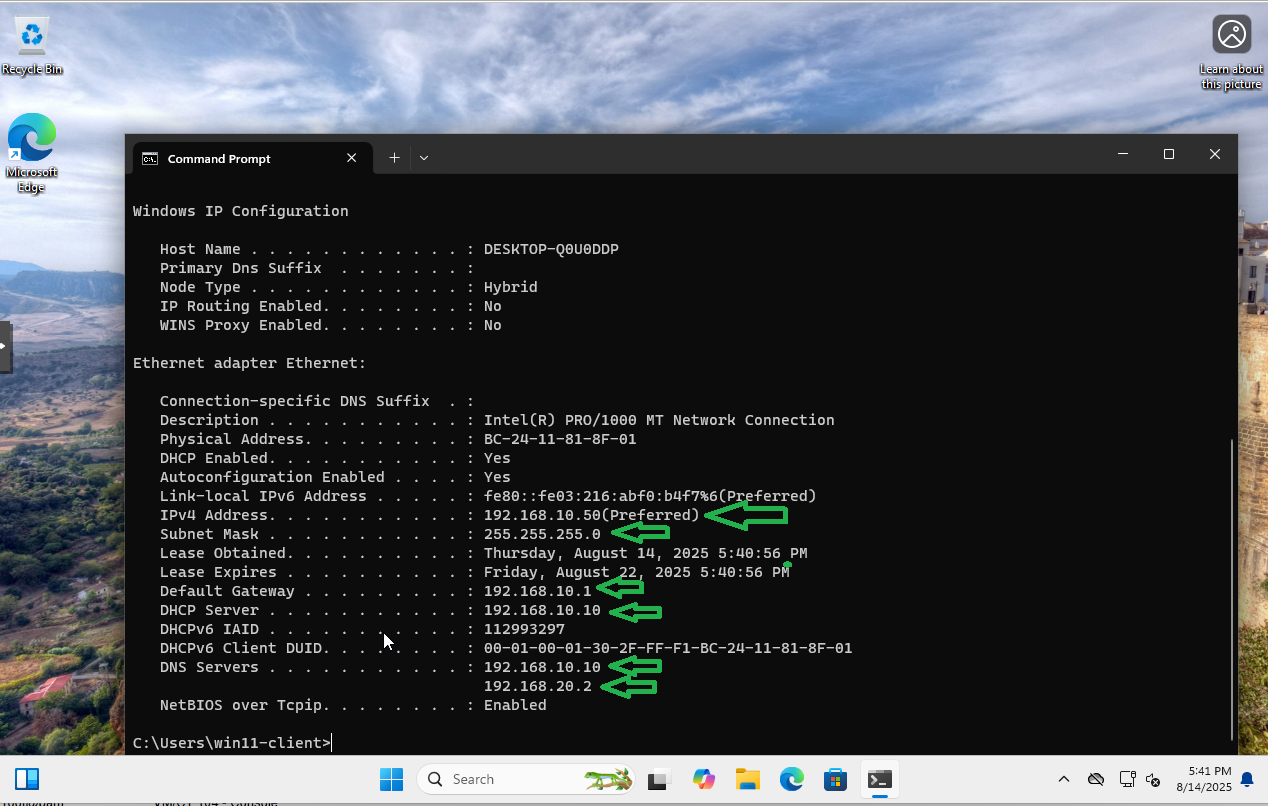 Recycle Bin
Learn about
this picture
Microsoft
Edge
Command Prompt
Windows IP Configuration
Host Name . . . . . . . . . . . . : DESKTOP-Q0U0DDP
Primary Dns Suffix  . . . . . . . :
Node Type . . . . . . . . . . . . : Hybrid
IP Routing Enabled. . . . . . . . : No
WINS Proxy Enabled. . . . . . . . : No
Ethernet adapter Ethernet:
Connection-specific DNS Suffix  . :
Description . . . . . . . . . . . : Intel(R) PRO/1000 MT Network Connection
Physical Address. . . . . . . . . : BC-24-11-81-8F-01
DHCP Enabled. . . . . . . . . . . : Yes
Autoconfiguration Enabled . . . . : Yes
Link-local IPv6 Address . . . . . : fe80::fe03:216:abf0:b4f7%6(Preferred)
IPv4 Address. . . . . . . . . . . : 192.168.10.50(Preferred)
Subnet Mask . . . . . . . . . . . : 255.255.255.0
Lease Obtained. . . . . . . . . . : Thursday, August 14, 2025 5:40:56 PM
Lease Expires . . . . . . . . . . : Friday, August 22, 2025 5:40:56 PM
Default Gateway . . . . . . . . . : 192.168.10.1
DHCP Server . . . . . . . . . . . : 192.168.10.10
DHCPv6 IAID . . . . . . . . . . . : 112993297
DHCPv6 Client DUID. . . . . . . . : 00-01-00-01-30-2F-FF-F1-BC-24-11-81-8F-01
DNS Servers . . . . . . . . . . . : 192.168.10.10
192.168.20.2
NetBIOS over Tcpip. . . . . . . . : Enabled
C:\Users\win11-client>
Search
5:41 PM
8/14/2025